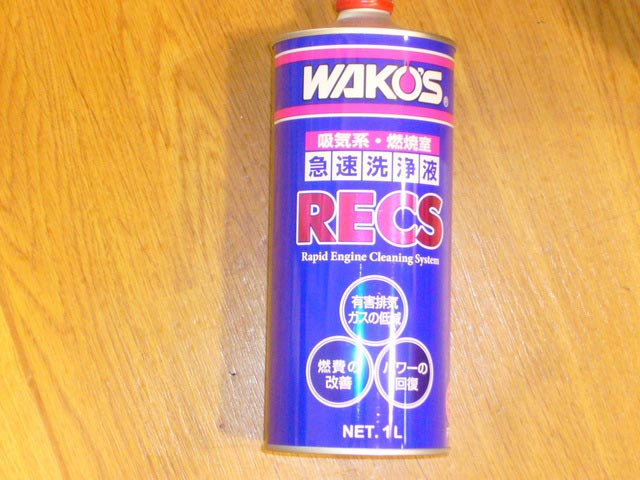 WAKO'S®
吸気系・燃焼室
急速洗浄液
RECS
Rapid Engine Cleaning System
有害排気
ガスの低減
燃費の
改善
パワーの
回復
NET. 1L